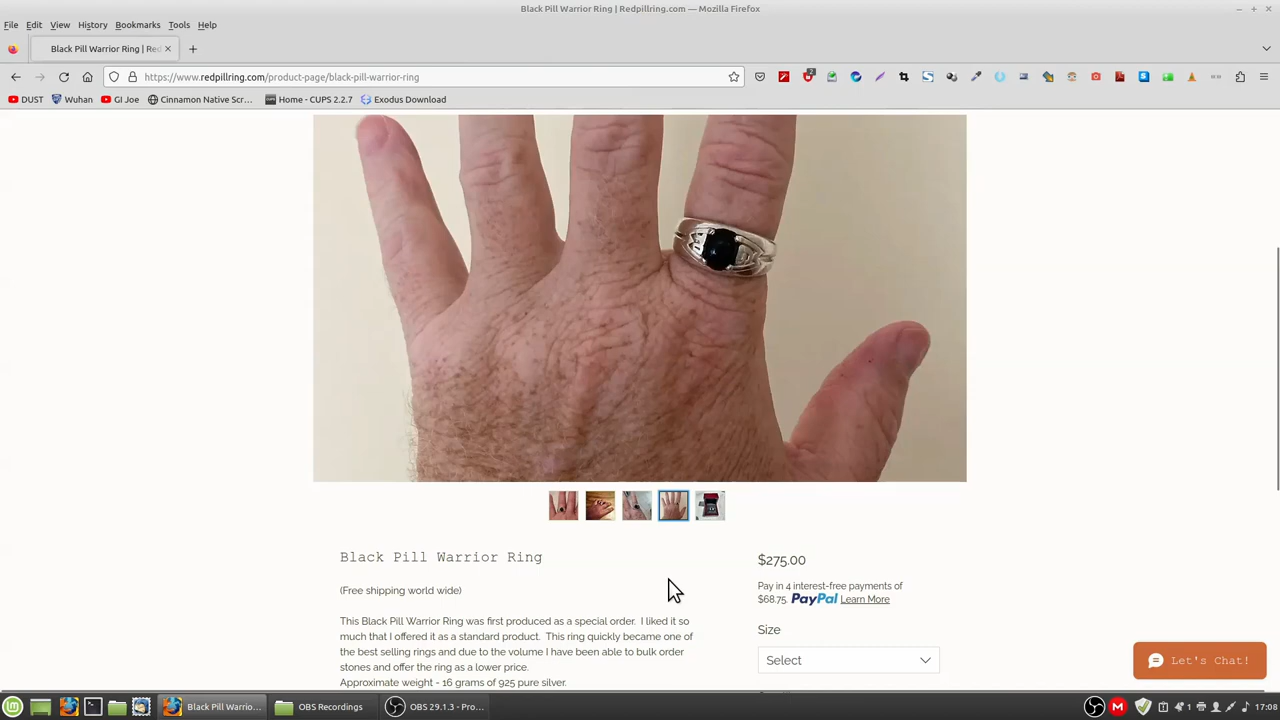 Black Pill Warrior Ring | Redpillring.com — Mozilla Firefox
File Edit View History Bookmarks Tools Help
Black Pill Warrior Ring | Red
https://www.redpillring.com/product-page/black-pill-warrior-ring
DUST Wuhan GI Joe Cinnamon Native Scr... Home - CUPS 2.2.7 Exodus Download
Black Pill Warrior Ring
$275.00
(Free shipping world wide)
Pay in 4 interest-free payments of
$68.75. PayPal Learn More
This Black Pill Warrior Ring was first produced as a special order. I liked it so
much that I offered it as a standard product. This ring quickly became one of
the best selling rings and due to the volume I have been able to bulk order
stones and offer the ring as a lower price.
Approximate weight - 16 grams of 925 pure silver.
Size
Select
Let's Chat!
Black Pill Warrio... OBS Recordings OBS 29.1.3 - Pro... 1 17:08